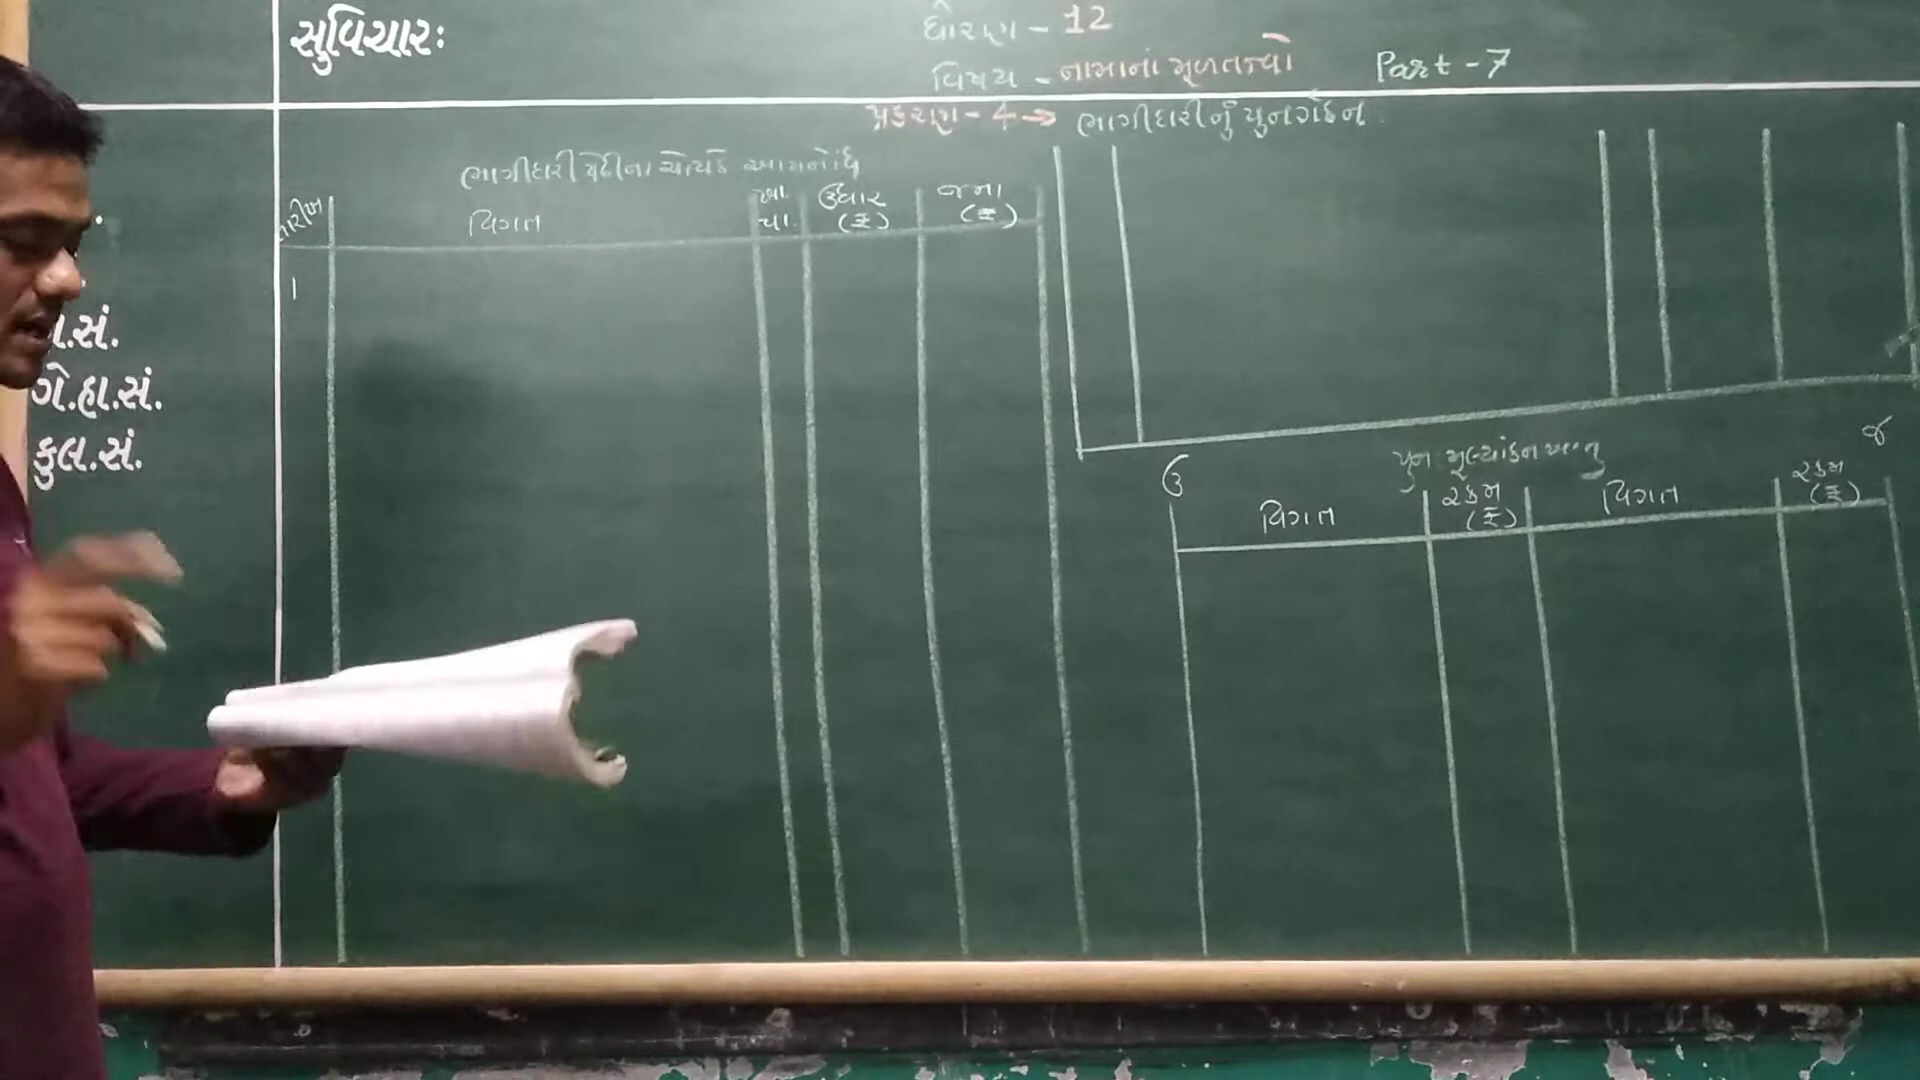 સુવિચારઃ
ધોરણ - 12
વિષય - નામાનાં મૂળતત્ત્વો
Part - 7
પ્રકરણ - 4 → ભાગીદારીનું પુનર્ગઠન
ભાગીદારી પેઢીના ચોપડે આમનોંધ
તારીખ
વિગત
ખા.
પા.
ઉધાર
(₹)
જમા
(₹)
1
.સં.
ગે.હા.સં.
કુલ.સં.
પુનઃ મૂલ્યાંકન ખાતું
ઉ
જ
વિગત
રકમ
(₹)
વિગત
રકમ
(₹)